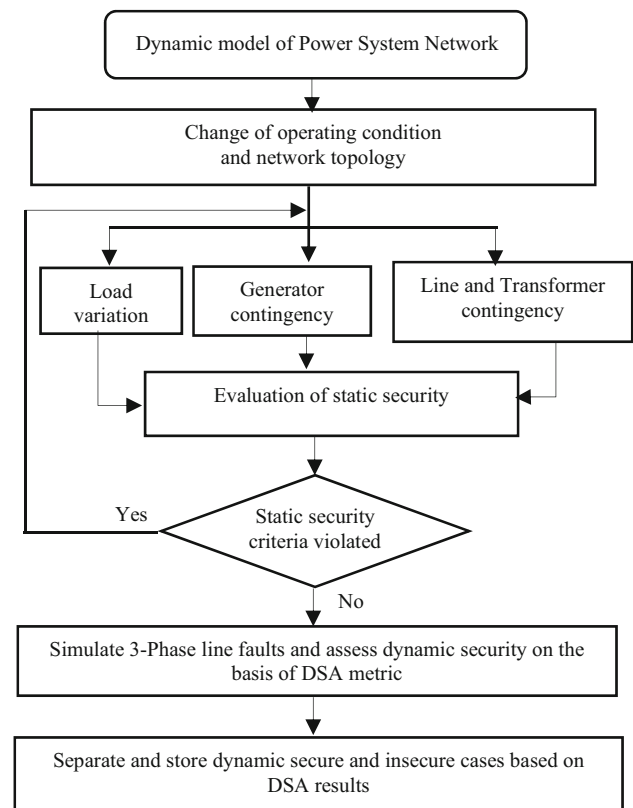 Dynamic model of Power System Network
Change of operating condition
and network topology
Load
variation
Generator
contingency
Line and Transformer
contingency
Evaluation of static security
Yes
Static security
criteria violated
No
Simulate 3-Phase line faults and assess dynamic security on the
basis of DSA metric
Separate and store dynamic secure and insecure cases based on
DSA results